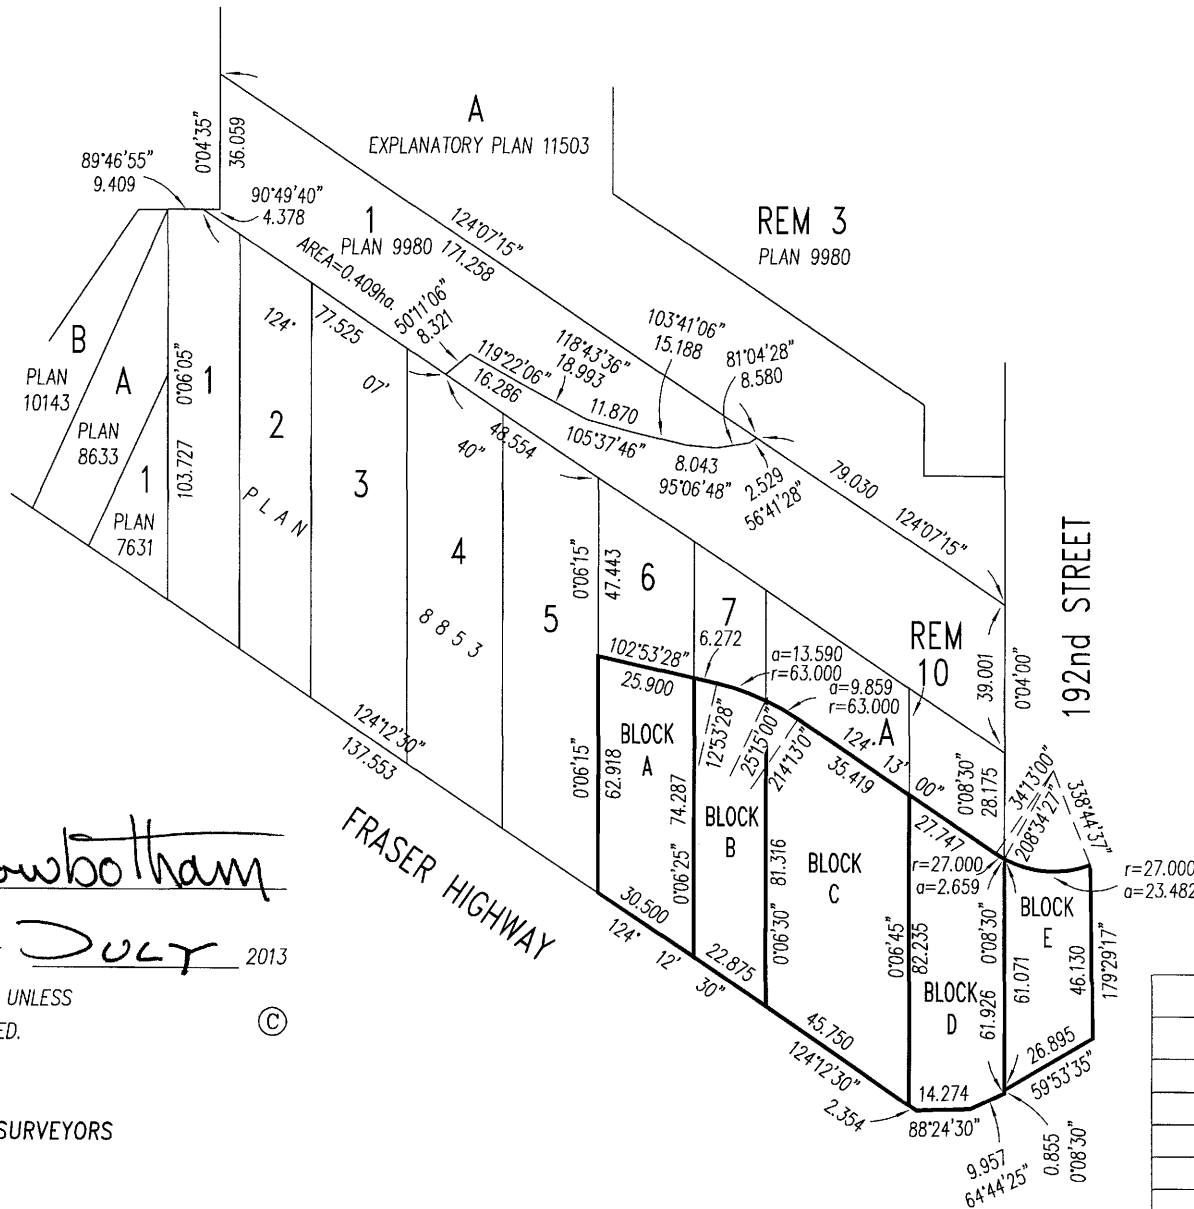 A
EXPLANATORY PLAN 11503
0°04'35"
36.059
89°46'55"
9.409
90°49'40"
4.378
1
PLAN 9980
124°07'15"
171.258
AREA=0.409ha.
REM 3
PLAN 9980
50°11'06"
8.321
119°22'06"
16.286
118°43'36"
18.993
11.870
105°37'46"
103°41'06"
15.188
81°04'28"
8.580
8.043
95°06'48"
2.529
56°41'28"
79.030
124°07'15"
B
PLAN
10143
A
PLAN
8633
1
PLAN
7631
0°06'05"
103.727
1
2
3
4
5
6
7
PLAN
8853
124°
77.525
07'
40"
48.554
0°06'15"
47.443
102°53'28"
25.900
6.272
a=13.590
r=63.000
a=9.859
r=63.000
REM
10
A
39.001
0°04'00"
192nd STREET
12°53'28"
25°15'00"
214°13'0"
124°
13'
00"
35.419
0°08'30"
28.175
34°13'00"
208°34'27"
338°44'37"
27.747
r=27.000
a=2.659
r=27.000
a=23.482
BLOCK
A
BLOCK
B
BLOCK
C
BLOCK
D
BLOCK
E
0°06'15"
62.918
74.287
0°06'25"
81.316
0°06'30"
0°06'45"
82.235
0°08'30"
61.926
61.071
46.130
179°29'17"
124°12'30"
137.553
FRASER HIGHWAY
30.500
124°
12'
30"
22.875
45.750
124°12'30"
2.354
14.274
88°24'30"
26.895
59°53'35"
9.957
64°44'25"
0.855
0°08'30"
owbotham
JULY 2013
UNLESS
ED.
©
SURVEYORS